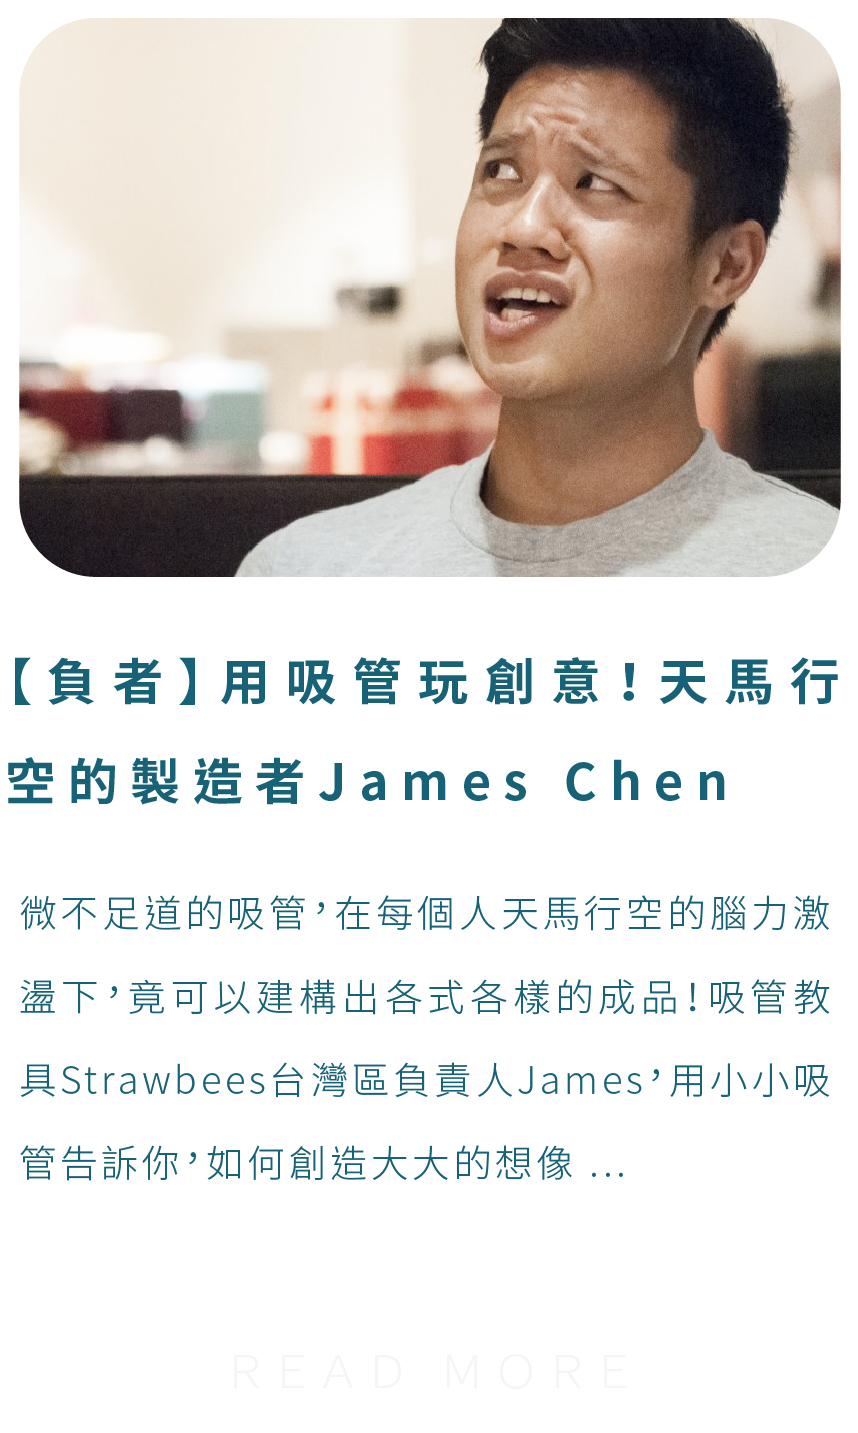 【負者】用吸管玩創意！天馬行
空的製造者James Chen
微不足道的吸管，在每個人天馬行空的腦力激
盪下，竟可以建構出各式各樣的成品！吸管教
具Strawbees台灣區負責人James，用小小吸
管告訴你，如何創造大大的想像 ...
READ MORE